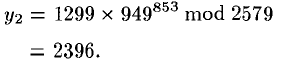 y₂ = 1299 × 949⁸⁵³ mod 2579
= 2396.